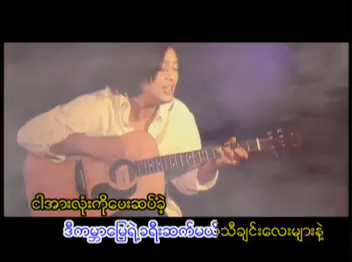 ငါအားလုံးကိုပေးဆပ်ခဲ့
ဒီကမ္ဘာမြေရဲ့ခရီးဆက်မယ် သီချင်းလေးများနဲ့